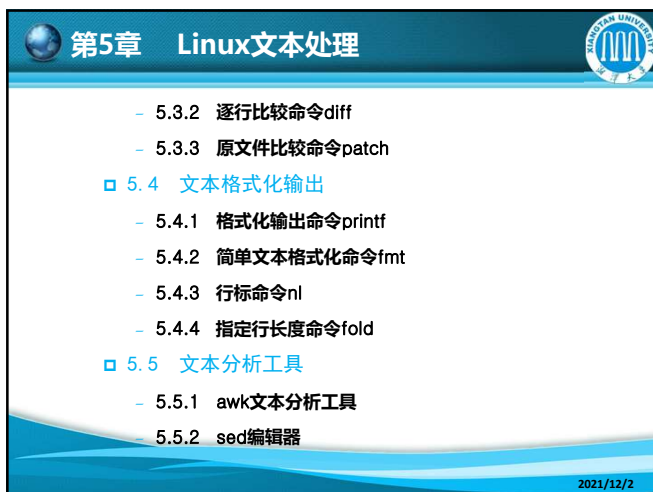 第5章 Linux文本处理
XIANGTAN UNIVERSITY
– 5.3.2 逐行比较命令diff
– 5.3.3 原文件比较命令patch
5.4 文本格式化输出
– 5.4.1 格式化输出命令printf
– 5.4.2 简单文本格式化命令fmt
– 5.4.3 行标命令nl
– 5.4.4 指定行长度命令fold
5.5 文本分析工具
– 5.5.1 awk文本分析工具
– 5.5.2 sed编辑器
2021/12/2